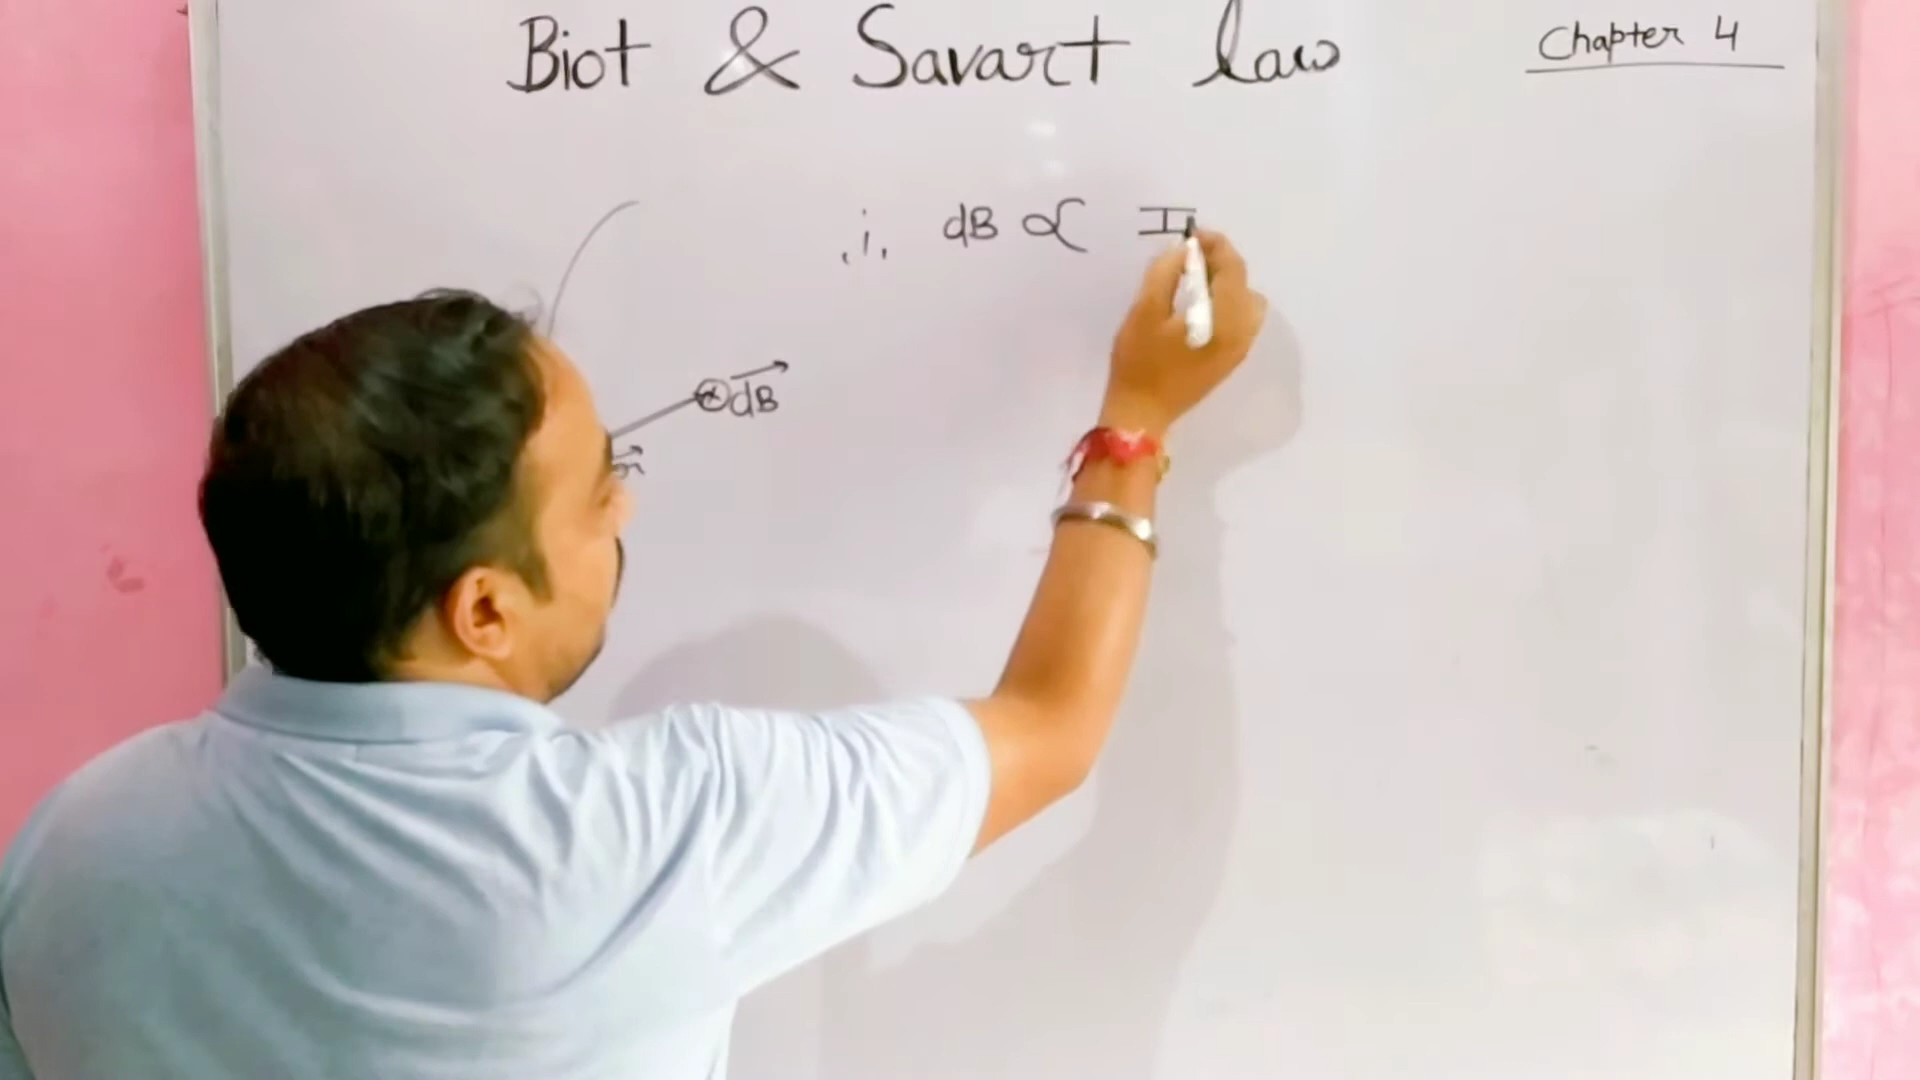 Biot & Savart law
Chapter 4
.i. dB ∝ I
⊗ dB→
r→